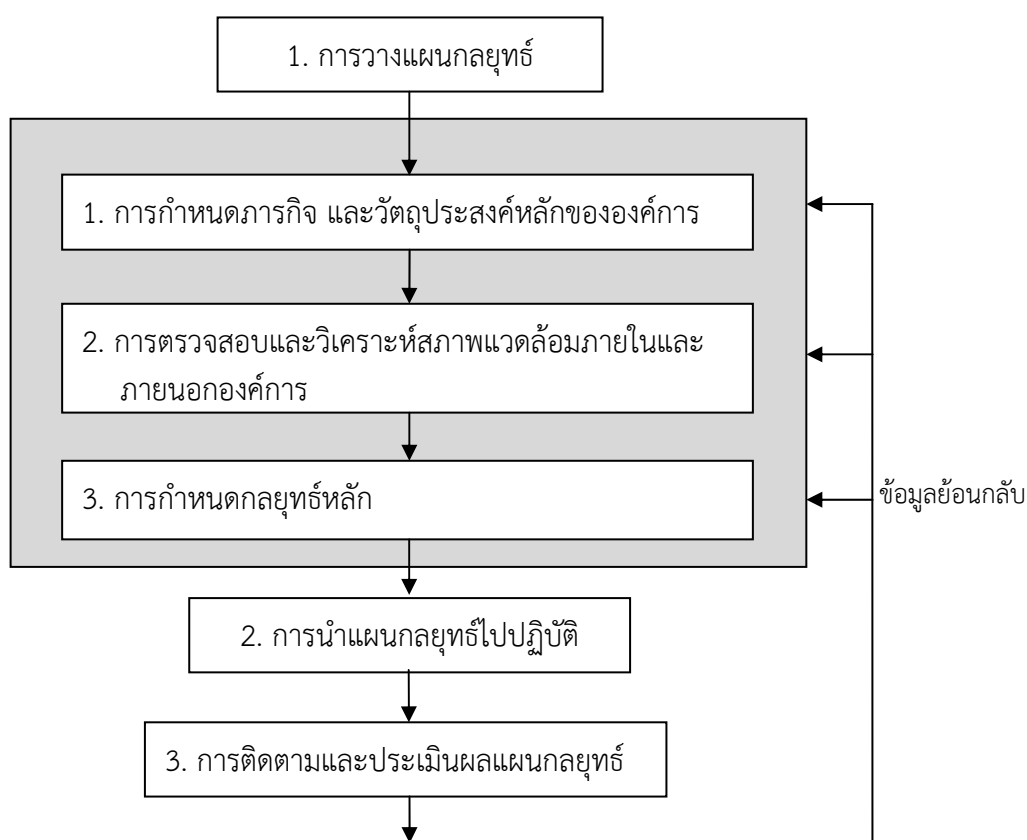 1. การวางแผนกลยุทธ์
1. การกำหนดภารกิจ และวัตถุประสงค์หลักขององค์การ
2. การตรวจสอบและวิเคราะห์สภาพแวดล้อมภายในและ
ภายนอกองค์การ
3. การกำหนดกลยุทธ์หลัก
ข้อมูลย้อนกลับ
2. การนำแผนกลยุทธ์ไปปฏิบัติ
3. การติดตามและประเมินผลแผนกลยุทธ์